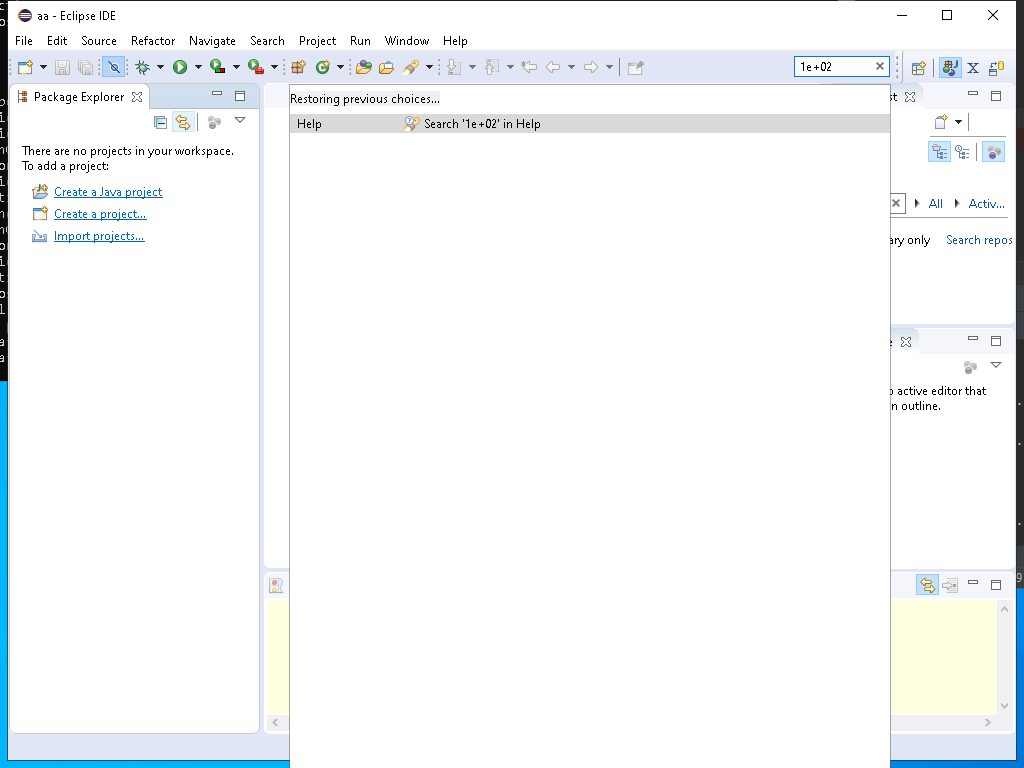 aa - Eclipse IDE
File Edit Source Refactor Navigate Search Project Run Window Help
1e+02
Package Explorer
Restoring previous choices...
Help Search '1e+02' in Help
There are no projects in your workspace.
To add a project:
Create a Java project
Create a project...
Import projects...
st
All Activ...
ary only Search repos
active editor that
n outline.